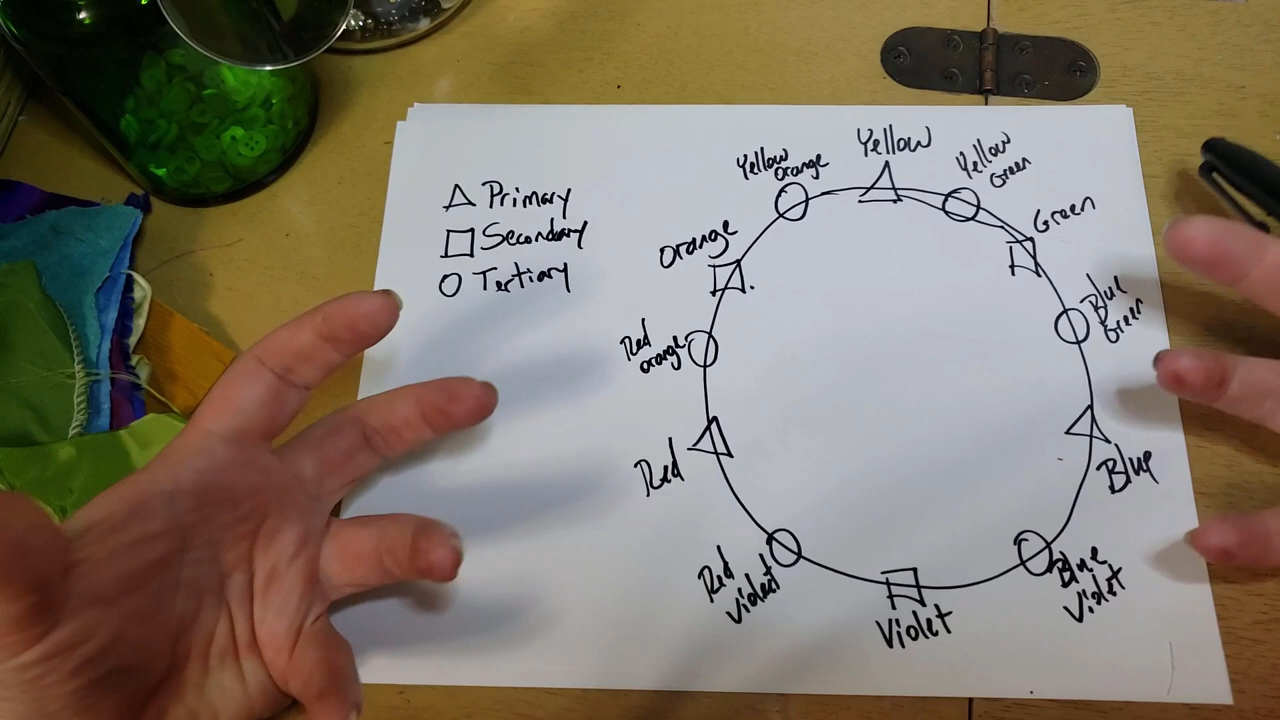 Primary
Secondary
Tertiary
Yellow
Yellow
Green
Green
Blue
Green
Blue
Blue
Violet
Violet
Red
Violet
Red
Red
orange
Orange
Yellow
Orange